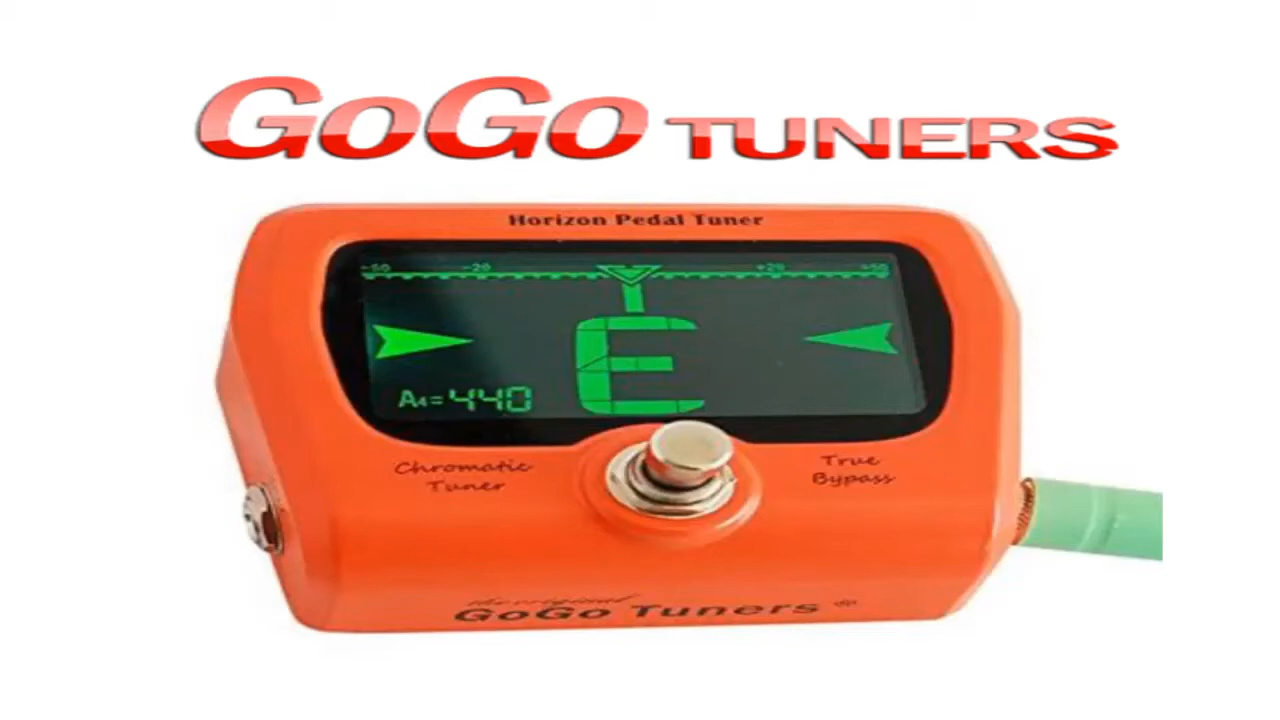 GoGo TUNERS
Horizon Pedal Tuner
-50 -20 +20 +50
E
A4=440
Chromatic
Tuner
True
Bypass
the original
GoGo Tuners ®